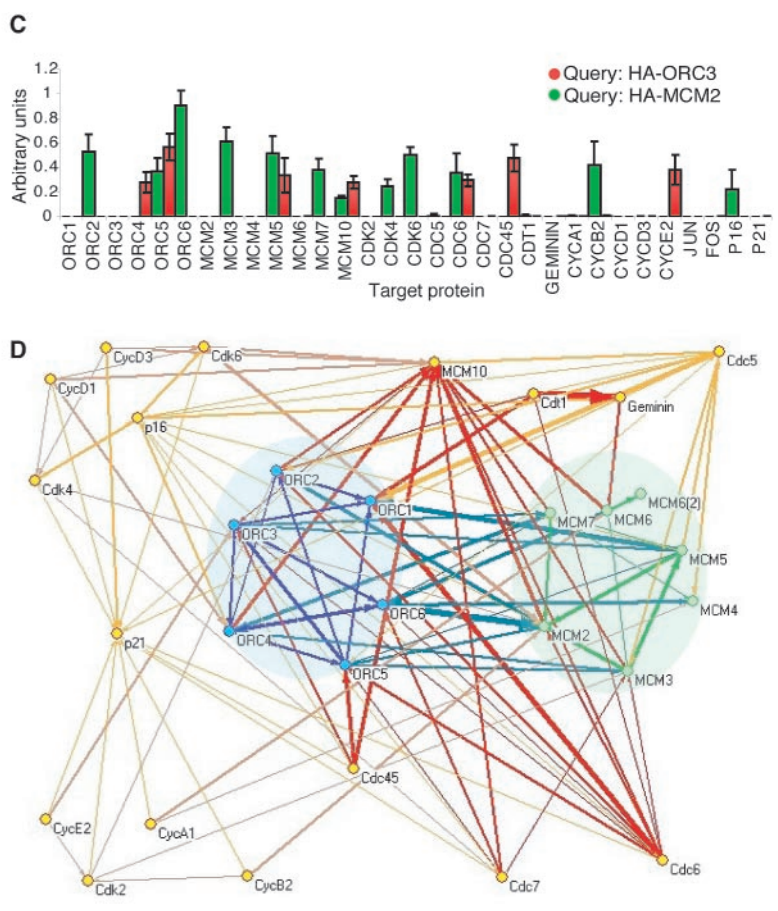 C
Arbitrary units
1.2
1
0.8
0.6
0.4
0.2
0
Query: HA-ORC3
Query: HA-MCM2
ORC1
ORC2
ORC3
ORC4
ORC5
ORC6
MCM2
MCM3
MCM4
MCM5
MCM6
MCM7
MCM10
CDK2
CDK4
CDK6
CDC5
CDC6
CDC7
CDC45
CDT1
GEMININ
CYCA1
CYCB2
CYCD1
CYCD3
CYCE2
JUN
FOS
P16
P21
Target protein
D
CycD3
Cdk6
CycD1
MCM10
Cdc5
Cdt1
Geminin
p16
Cdk4
ORC2
ORC1
MCM6[2]
MCM7
MCM6
ORC3
MCM5
ORC6
MCM4
ORC4
MCM2
p21
ORC5
MCM3
Cdc45
CycE2
CycA1
Cdc6
Cdk2
CycB2
Cdc7